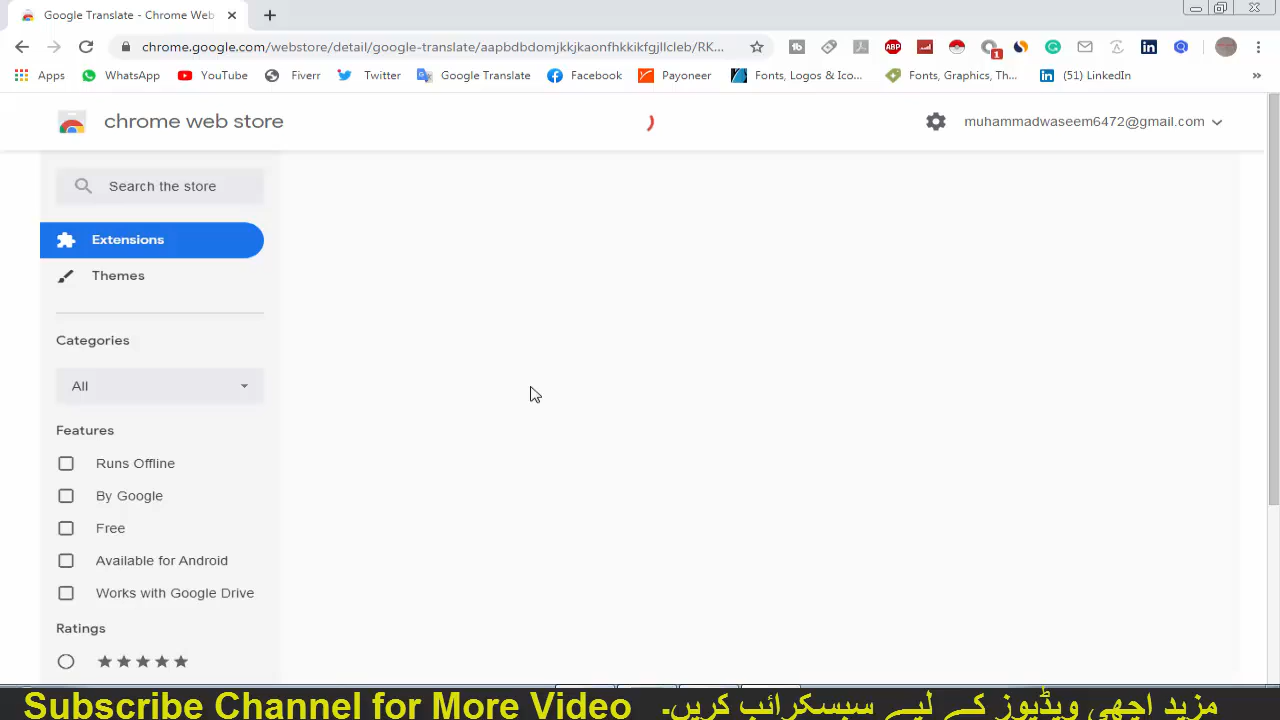 Google Translate - Chrome Web
chrome.google.com/webstore/detail/google-translate/aapbdbdomjkkjkaonfhkkikfgjllcleb/RK...
ABP
1
Apps
WhatsApp
YouTube
Fiverr
Twitter
Google Translate
Facebook
Payoneer
Fonts, Logos & Ico...
Fonts, Graphics, Th...
(51) LinkedIn
chrome web store
muhammadwaseem6472@gmail.com
Search the store
Extensions
Themes
Categories
All
Features
Runs Offline
By Google
Free
Available for Android
Works with Google Drive
Ratings
Subscribe Channel for More Video
مزید اچھی ویڈیوز کے لیے سبسکرائب کریں۔